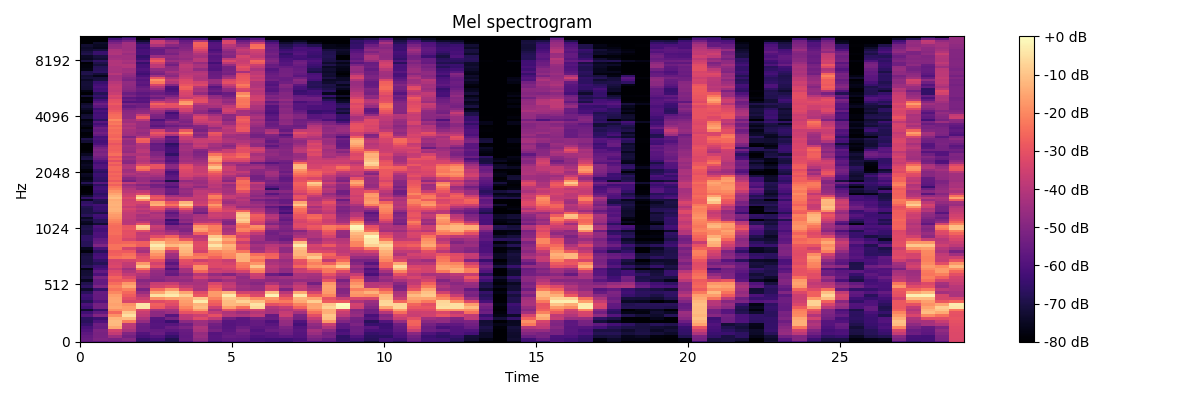 Mel spectrogram
Hz
8192
4096
2048
1024
512
0
0 5 10 15 20 25
Time
+0 dB
-10 dB
-20 dB
-30 dB
-40 dB
-50 dB
-60 dB
-70 dB
-80 dB